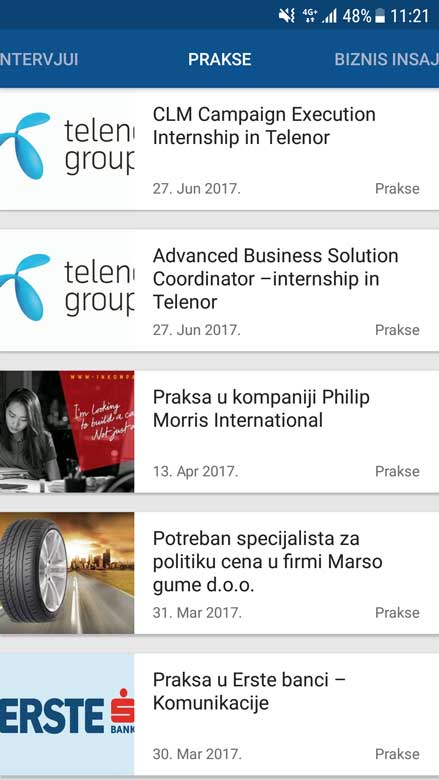 4G+ 48% 11:21
NTERVJUI PRAKSE BIZNIS INSAJ
telen
group
CLM Campaign Execution
Internship in Telenor
27. Jun 2017. Prakse
telen
group
Advanced Business Solution
Coordinator –internship in
Telenor
27. Jun 2017. Prakse
I'm looking
to build a ca
Not just a
Praksa u kompaniji Philip
Morris International
13. Apr 2017. Prakse
Potreban specijalista za
politiku cena u firmi Marso
gume d.o.o.
31. Mar 2017. Prakse
ERSTE
BANK
Praksa u Erste banci –
Komunikacije
30. Mar 2017. Prakse